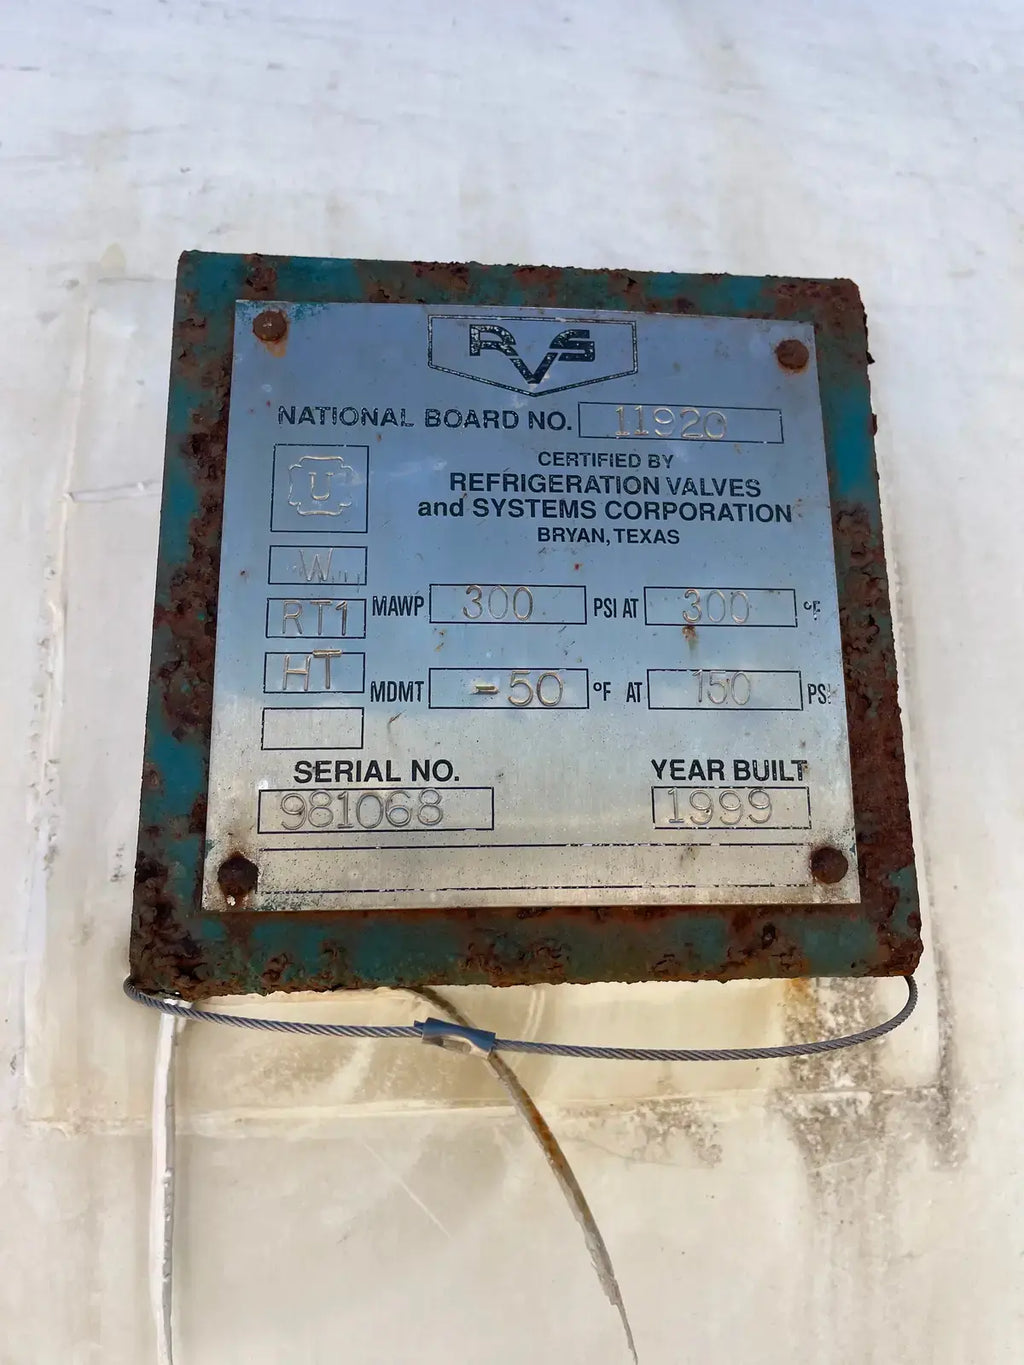 RVS
NATIONAL BOARD NO. 11920
U
CERTIFIED BY
REFRIGERATION VALVES
and SYSTEMS CORPORATION
BRYAN, TEXAS
W
RT1
MAWP 300 PSI AT 300 °F
HT
MDMT -50 °F AT 150 PSI
SERIAL NO. YEAR BUILT
981068 1999